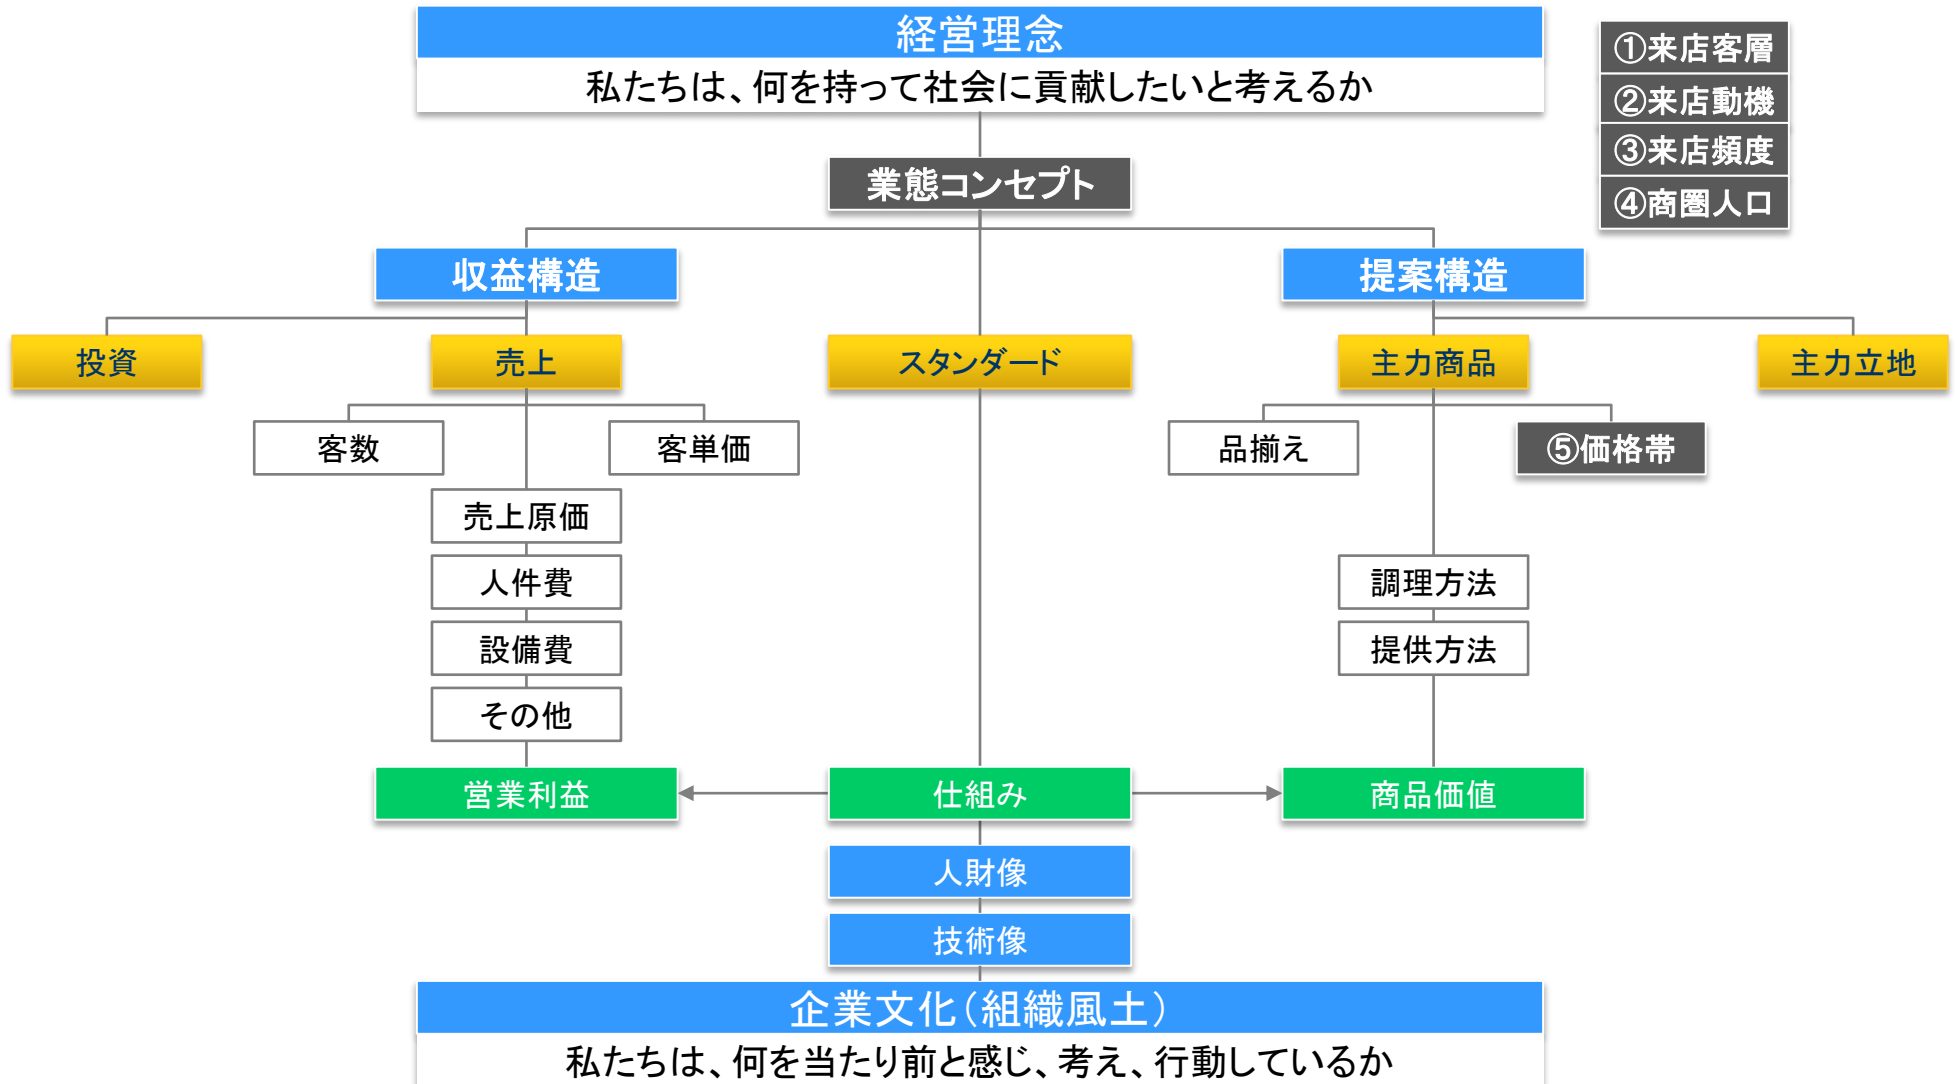 経営理念
私たちは、何を持って社会に貢献したいと考えるか
①来店客層
②来店動機
③来店頻度
④商圏人口
業態コンセプト
収益構造
提案構造
投資
売上
スタンダード
主力商品
主力立地
客数
客単価
品揃え
⑤価格帯
売上原価
人件費
調理方法
設備費
提供方法
その他
営業利益
仕組み
商品価値
人財像
技術像
企業文化（組織風土）
私たちは、何を当たり前と感じ、考え、行動しているか